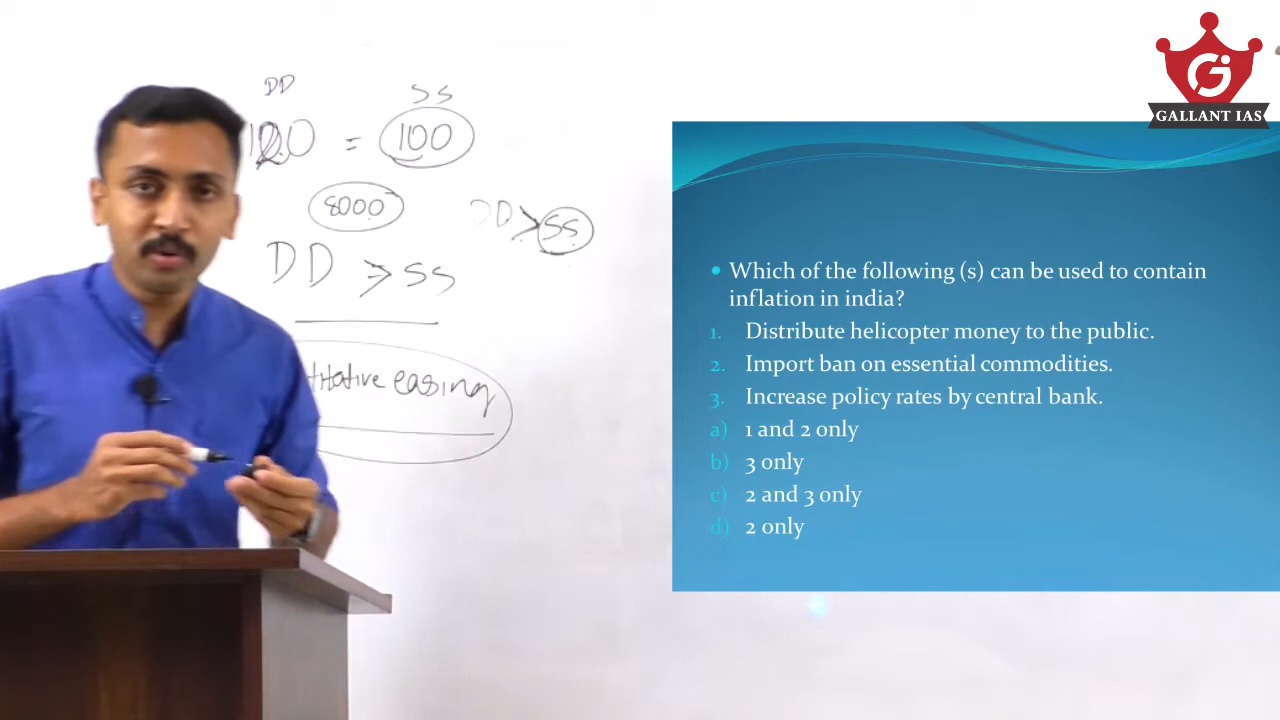 DD
SS
120 = 100
8000
DD > SS
DD > SS
titative easing
GALLANT IAS
Which of the following (s) can be used to contain
inflation in india?
1. Distribute helicopter money to the public.
2. Import ban on essential commodities.
3. Increase policy rates by central bank.
a) 1 and 2 only
b) 3 only
c) 2 and 3 only
d) 2 only